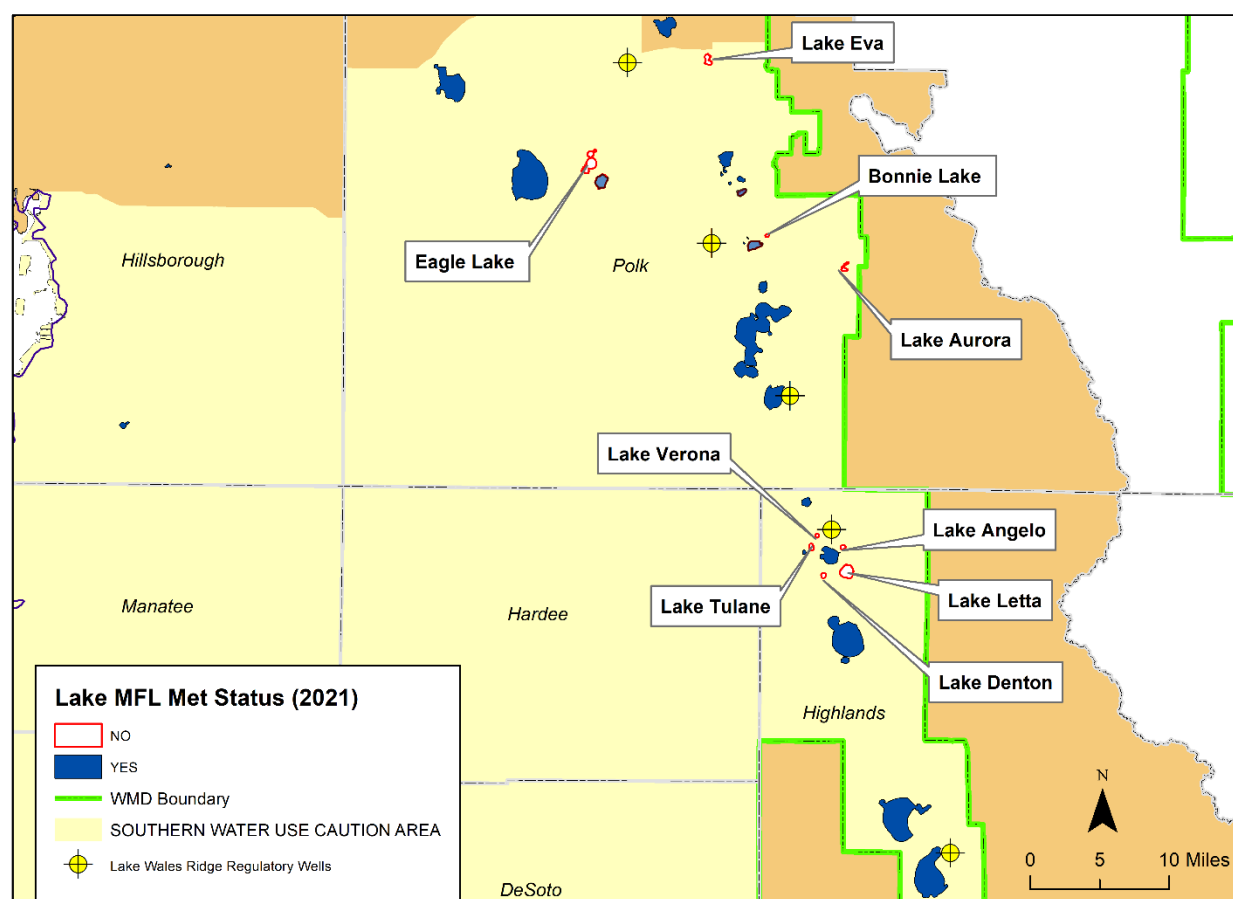 Lake Eva
Bonnie Lake
Hillsborough
Eagle Lake
Polk
Lake Aurora
Lake Verona
Lake Angelo
Manatee
Hardee
Lake Tulane
Lake Letta
Lake Denton
Highlands
Lake MFL Met Status (2021)
NO
YES
WMD Boundary
SOUTHERN WATER USE CAUTION AREA
Lake Wales Ridge Regulatory Wells
DeSoto
N
0 5 10 Miles